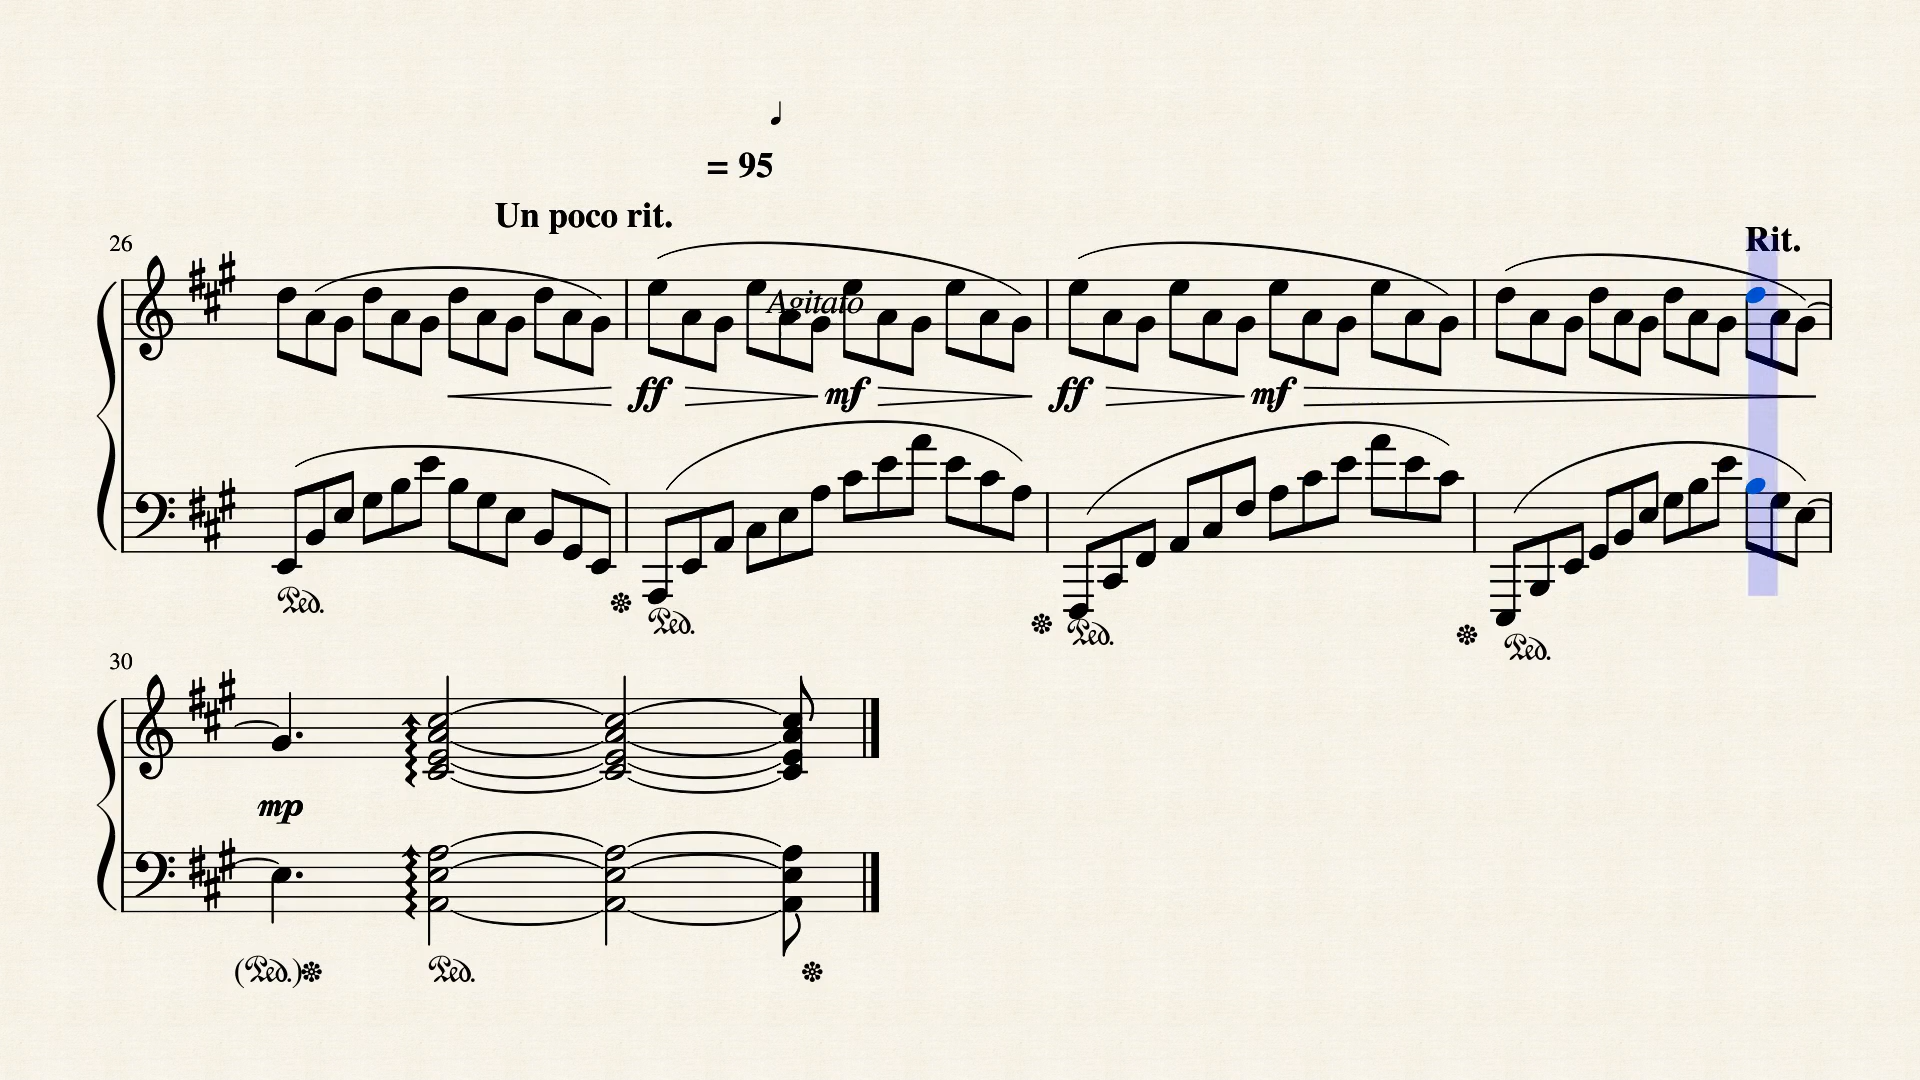 = 95
Un poco rit.
26
Rit.
Agitato
ff mf ff mf
Ped. Ped. Ped. Ped.
30
mp
(Ped.) Ped.